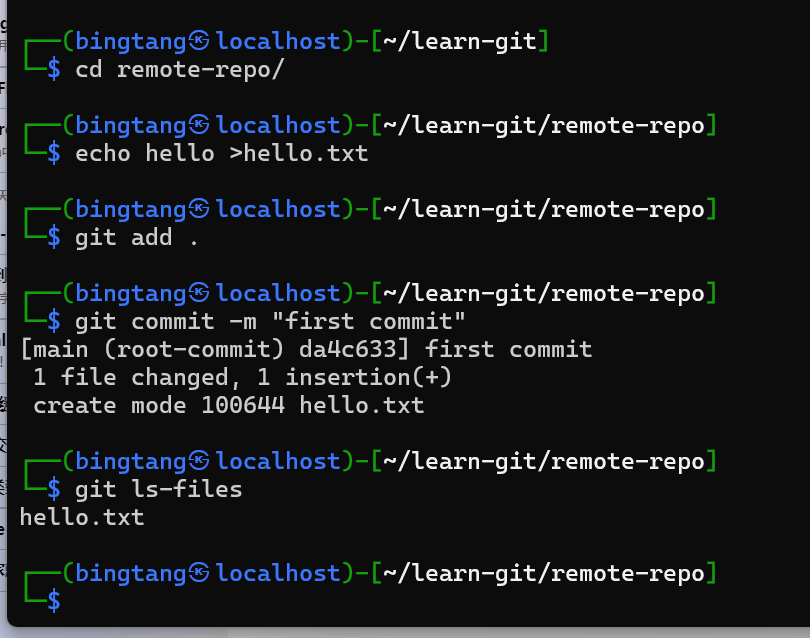 ┌──(bingtang㉿localhost)-[~/learn-git]
└─$ cd remote-repo/
┌──(bingtang㉿localhost)-[~/learn-git/remote-repo]
└─$ echo hello >hello.txt
┌──(bingtang㉿localhost)-[~/learn-git/remote-repo]
└─$ git add .
┌──(bingtang㉿localhost)-[~/learn-git/remote-repo]
└─$ git commit -m "first commit"
[main (root-commit) da4c633] first commit
 1 file changed, 1 insertion(+)
 create mode 100644 hello.txt
┌──(bingtang㉿localhost)-[~/learn-git/remote-repo]
└─$ git ls-files
hello.txt
┌──(bingtang㉿localhost)-[~/learn-git/remote-repo]
└─$